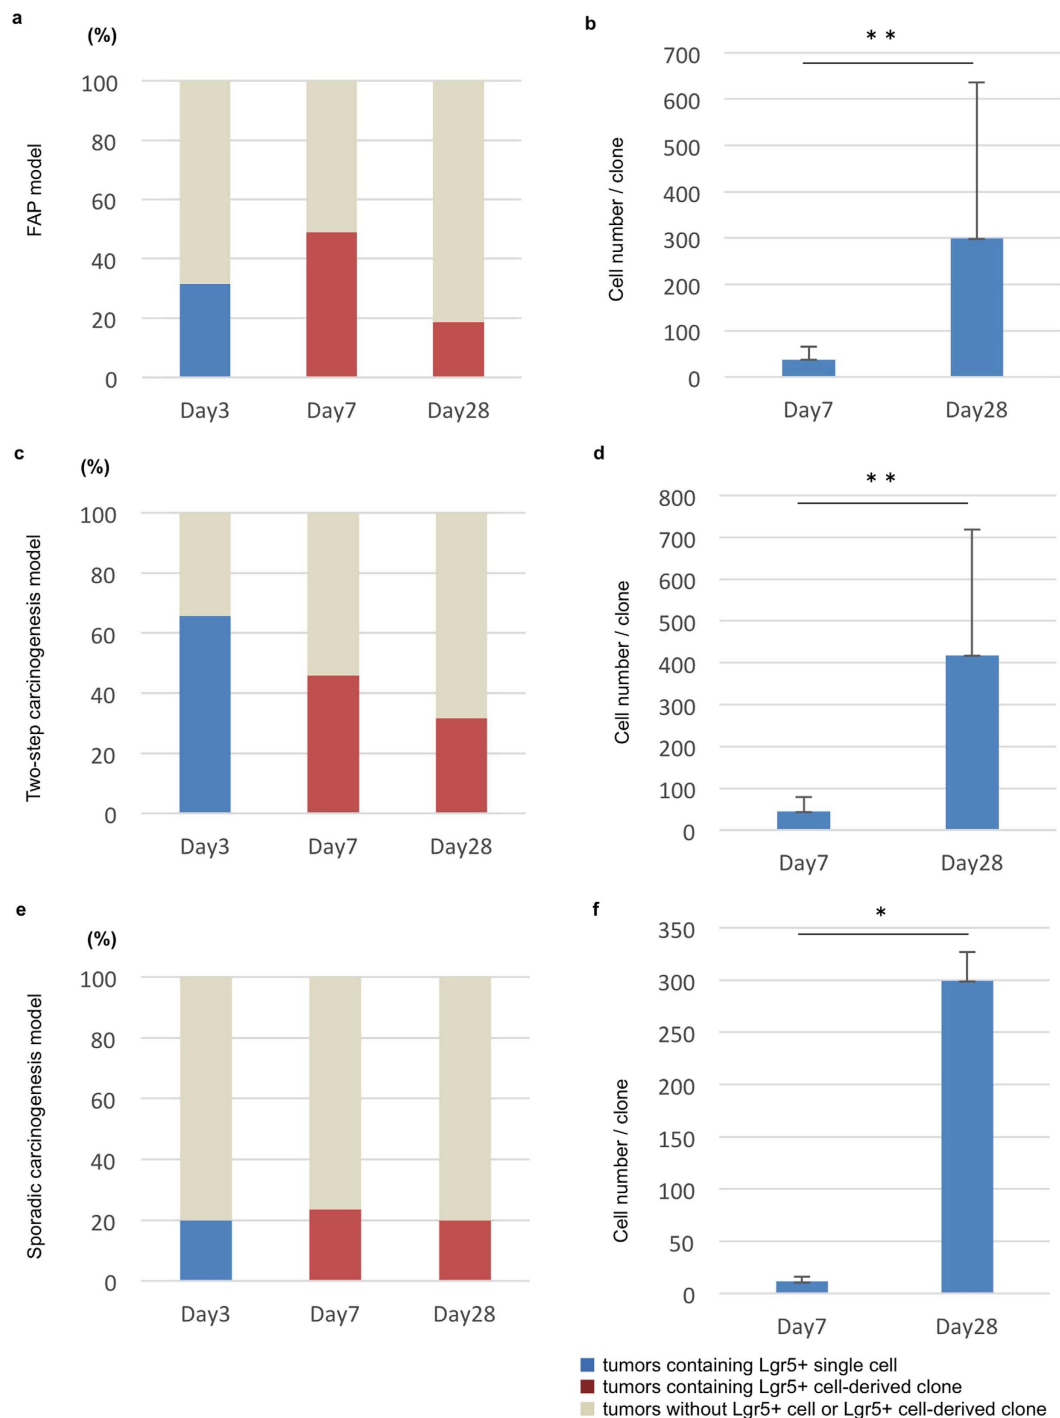 a
(%)
FAP model
100
80
60
40
20
0
Day3 Day7 Day28
b
* *
Cell number / clone
700
600
500
400
300
200
100
0
Day7 Day28
c
(%)
Two-step carcinogenesis model
100
80
60
40
20
0
Day3 Day7 Day28
d
* *
Cell number / clone
800
700
600
500
400
300
200
100
0
Day7 Day28
e
(%)
Sporadic carcinogenesis model
100
80
60
40
20
0
Day3 Day7 Day28
f
*
Cell number / clone
350
300
250
200
150
100
50
0
Day7 Day28
tumors containing Lgr5+ single cell
tumors containing Lgr5+ cell-derived clone
tumors without Lgr5+ cell or Lgr5+ cell-derived clone